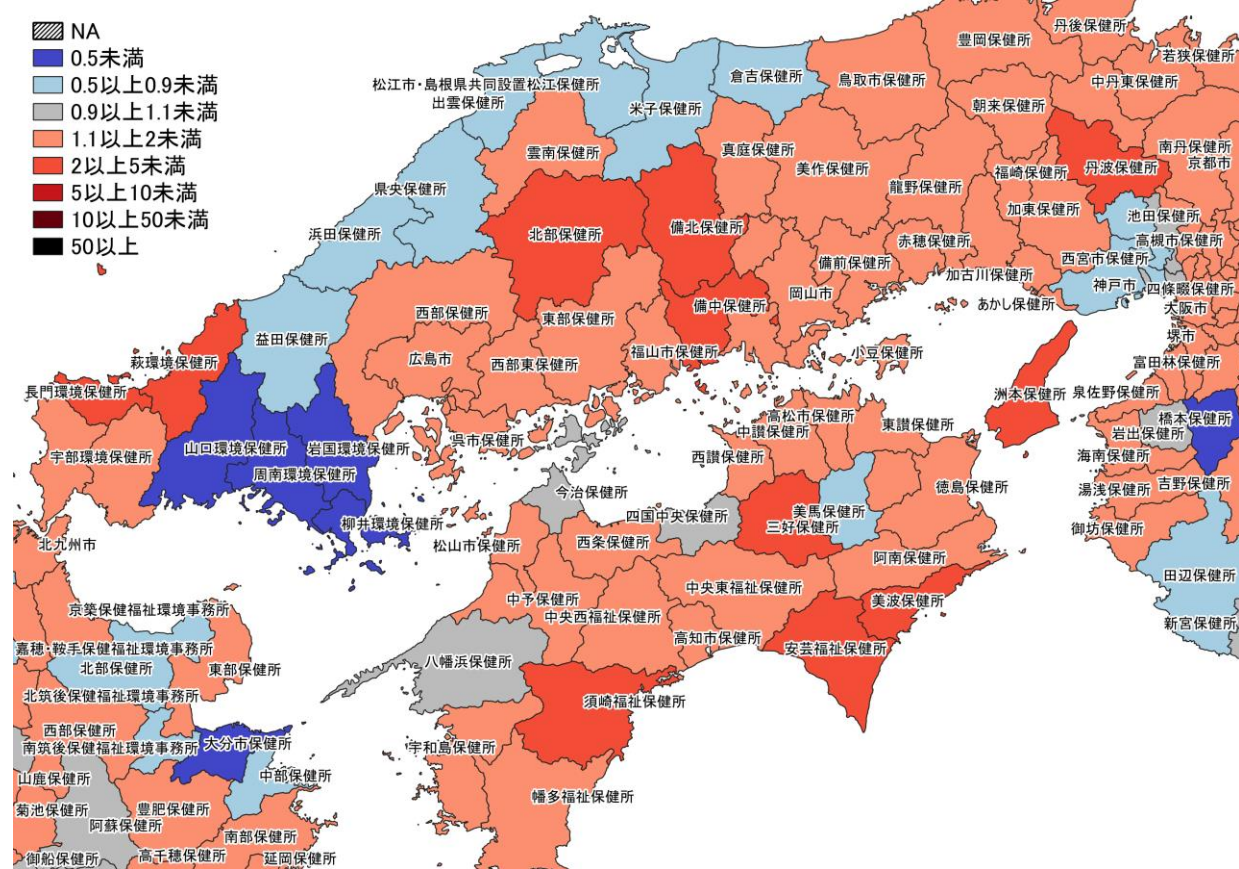 NA
0.5未満
0.5以上0.9未満
0.9以上1.1未満
1.1以上2未満
2以上5未満
5以上10未満
10以上50未満
50以上
丹後保健所
豊岡保健所
若狭保健所
松江市・島根県共同設置松江保健所
倉吉保健所
鳥取市保健所
中丹東保健所
出雲保健所
米子保健所
朝来保健所
雲南保健所
真庭保健所
南丹保健所
美作保健所
福崎保健所
丹波保健所
京都市
県央保健所
龍野保健所
加東保健所
池田保健所
浜田保健所
北部保健所
備北保健所
赤穂保健所
高槻市保健所
西宮市保健所
備前保健所
加古川保健所
神戸市
四條畷保健所
岡山市
あかし保健所
大阪市
西部保健所
東部保健所
備中保健所
堺市
益田保健所
広島市
西部東保健所
福山市保健所
小豆保健所
萩環境保健所
富田林保健所
長門環境保健所
洲本保健所
泉佐野保健所
高松市保健所
橋本保健所
宇部環境保健所
山口環境保健所
岩国環境保健所
呉市保健所
中讃保健所
東讃保健所
岩出保健所
周南環境保健所
西讃保健所
海南保健所
今治保健所
徳島保健所
湯浅保健所
吉野保健所
柳井環境保健所
四国中央保健所
美馬保健所
三好保健所
御坊保健所
北九州市
松山市保健所
西条保健所
阿南保健所
田辺保健所
京築保健福祉環境事務所
中予保健所
中央東福祉保健所
美波保健所
中央西福祉保健所
新宮保健所
嘉穂・鞍手保健福祉環境事務所
高知市保健所
安芸福祉保健所
北部保健所
東部保健所
八幡浜保健所
北筑後保健福祉環境事務所
須崎福祉保健所
西部保健所
大分市保健所
宇和島保健所
南筑後保健福祉環境事務所
中部保健所
山鹿保健所
幡多福祉保健所
菊池保健所
豊肥保健所
阿蘇保健所
南部保健所
御船保健所
高千穂保健所
延岡保健所